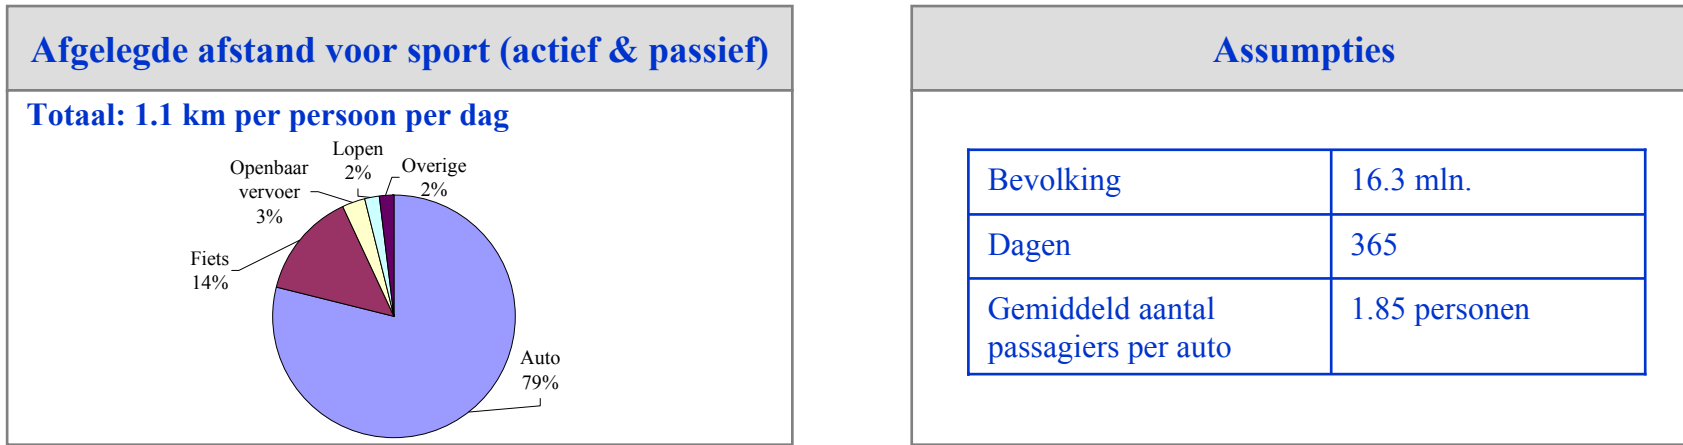 Afgelegde afstand voor sport (actief & passief)
Totaal: 1.1 km per persoon per dag
Lopen
2%
Overige
2%
Openbaar
vervoer
3%
Fiets
14%
Auto
79%
Assumpties
Bevolking 16.3 mln.
Dagen 365
Gemiddeld aantal 1.85 personen
passagiers per auto